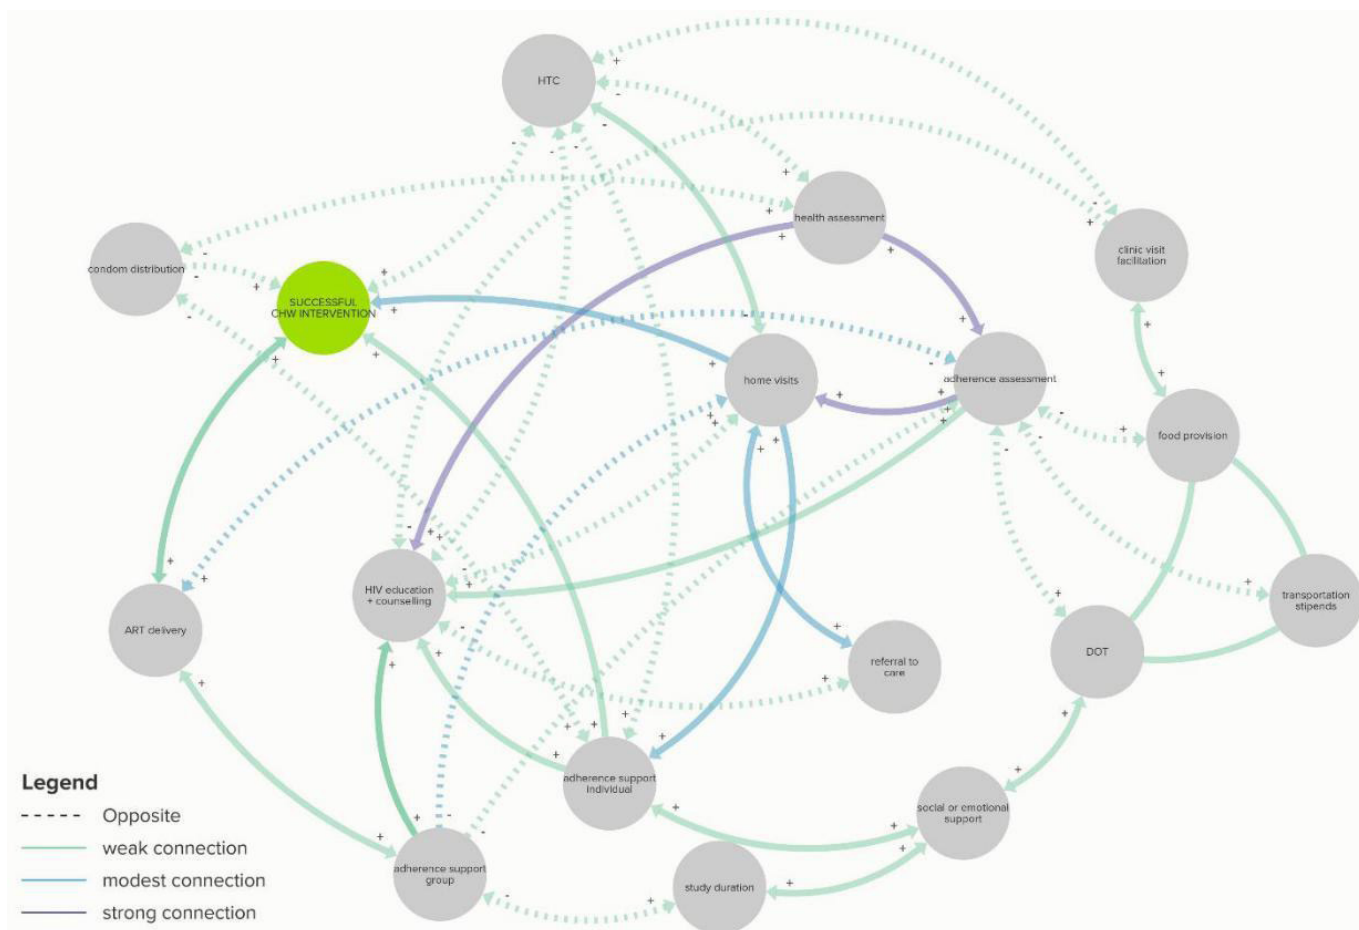 HTC
health assessment
clinic visit
facilitation
condom distribution
SUCCESSFUL
CHW INTERVENTION
home visits
adherence assessment
food provision
HIV education
+ counselling
transportation
stipends
ART delivery
DOT
referral to
care
adherence support
individual
social or emotional
support
adherence support
group
study duration
Legend
Opposite
weak connection
modest connection
strong connection